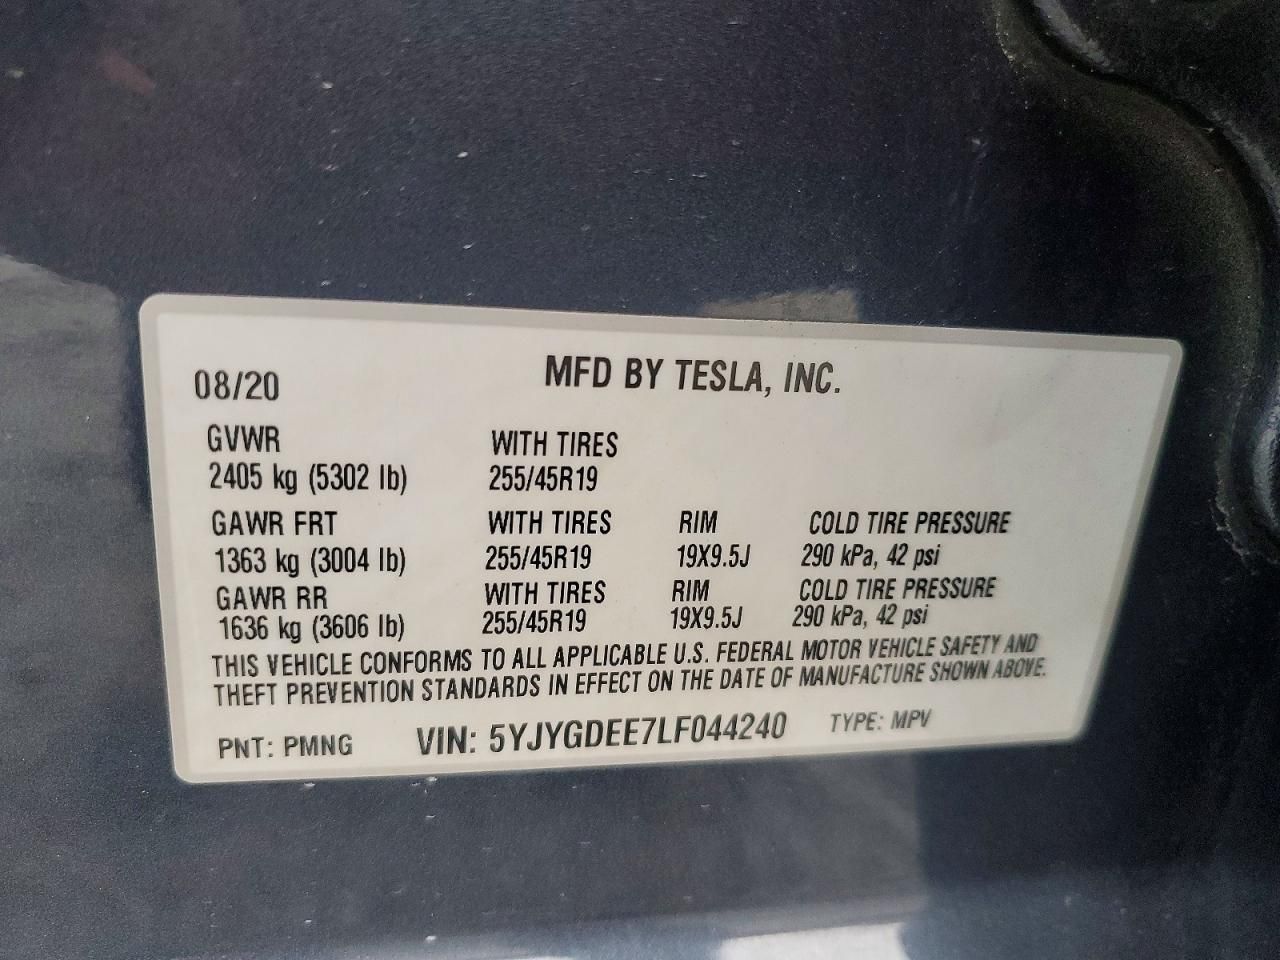 08/20 MFD BY TESLA, INC.
GVWR WITH TIRES
2405 kg (5302 lb) 255/45R19
GAWR FRT WITH TIRES RIM COLD TIRE PRESSURE
1363 kg (3004 lb) 255/45R19 19X9.5J 290 kPa, 42 psi
GAWR RR WITH TIRES RIM COLD TIRE PRESSURE
1636 kg (3606 lb) 255/45R19 19X9.5J 290 kPa, 42 psi
THIS VEHICLE CONFORMS TO ALL APPLICABLE U.S. FEDERAL MOTOR VEHICLE SAFETY AND
THEFT PREVENTION STANDARDS IN EFFECT ON THE DATE OF MANUFACTURE SHOWN ABOVE.
PNT: PMNG VIN: 5YJYGDEE7LF044240 TYPE: MPV